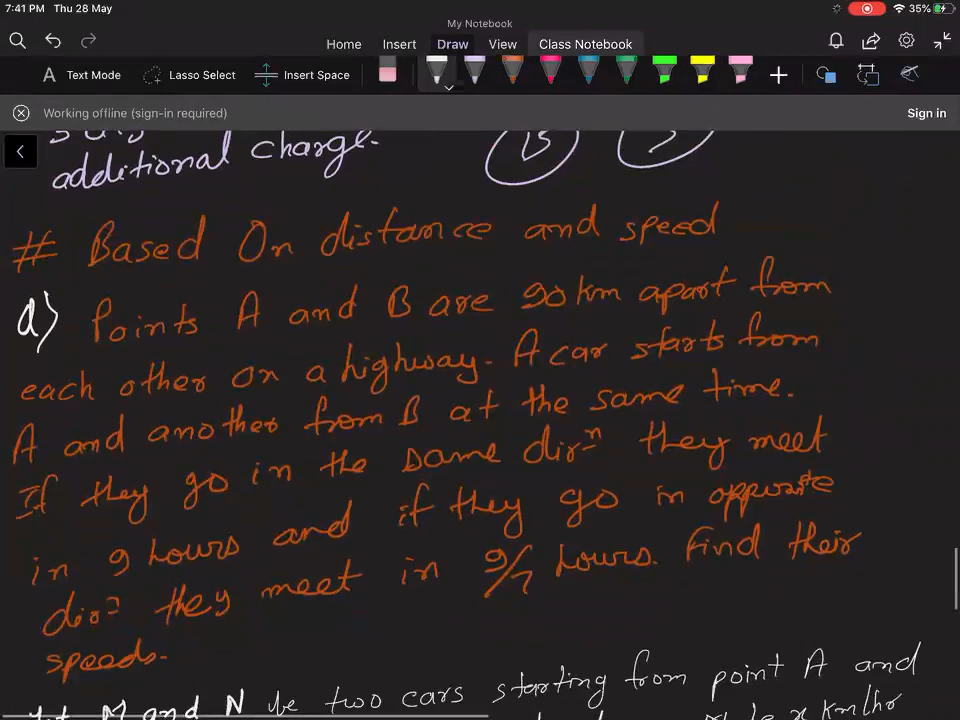 7:41 PM Thu 28 May
35%
My Notebook
Home Insert Draw View Class Notebook
Text Mode Lasso Select Insert Space
Working offline (sign-in required) Sign in
additional charge.
# Based On distance and speed
a) Points A and B are 90 km apart from
each other on a highway. A car starts from
A and another from B at the same time.
If they go in the same dirⁿ they meet
in 9 hours and if they go in opposite
dirⁿ they meet in 9/7 hours. Find their
speeds.
M and N be two cars starting from point A and
x km/hr